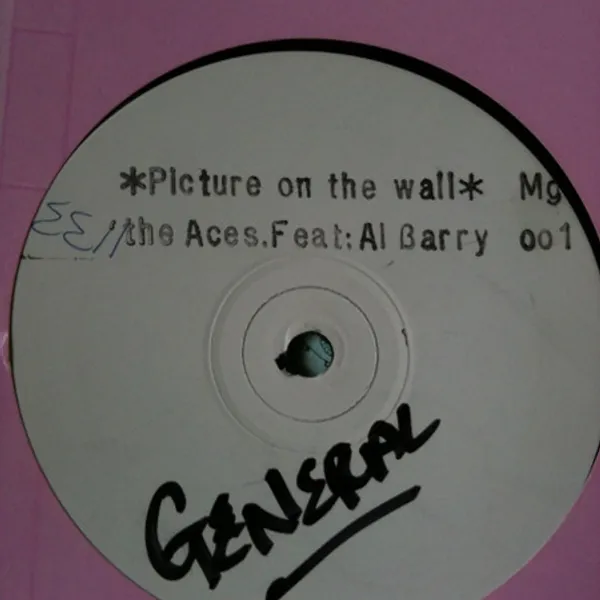 *Picture on the wall* Mg
the Aces.Feat:Al Barry 001
GENERAL